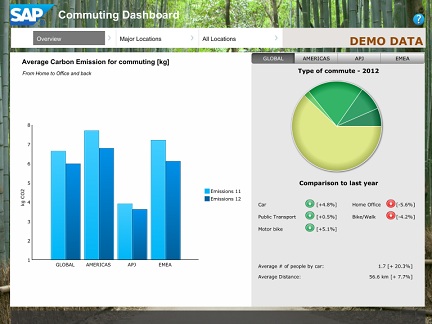 SAP Commuting Dashboard
?
Overview Major Locations All Locations DEMO DATA
Average Carbon Emission for commuting [kg]
From Home to Office and back
GLOBAL AMERICAS APJ EMEA
Type of commute - 2012
8
7
6
5
4
3
2
1
kg CO2
Emissions 11
Emissions 12
GLOBAL AMERICAS APJ EMEA
Comparison to last year
Car [+4.8%] Home Office [-5.6%]
Public Transport [+0.5%] Bike/Walk [-4.2%]
Motor bike [+5.1%]
Average # of people by car: 1.7 [+ 20.3%]
Average Distance: 56.6 km [+ 7.7%]